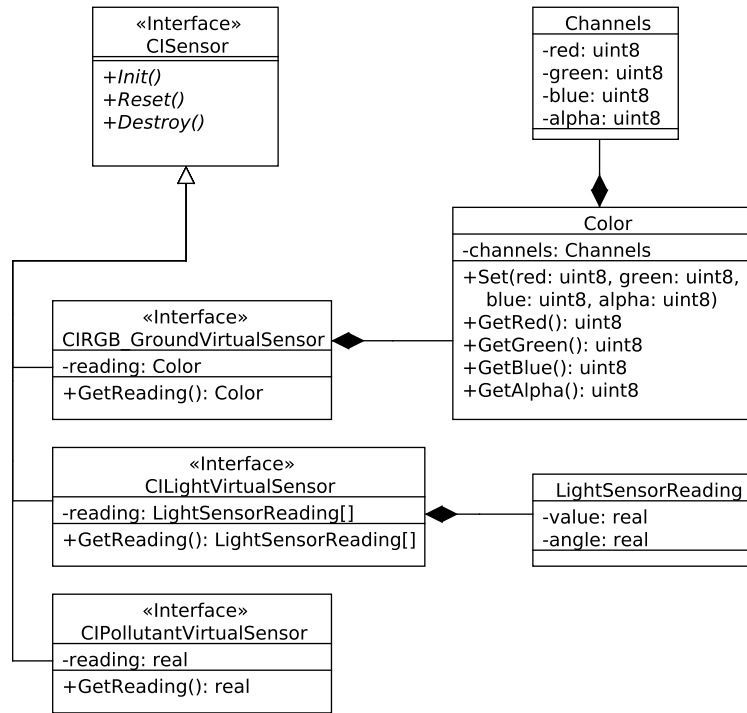 «Interface»
CISensor
+Init()
+Reset()
+Destroy()
Channels
-red: uint8
-green: uint8
-blue: uint8
-alpha: uint8
Color
-channels: Channels
+Set(red: uint8, green: uint8,
blue: uint8, alpha: uint8)
+GetRed(): uint8
+GetGreen(): uint8
+GetBlue(): uint8
+GetAlpha(): uint8
«Interface»
CIRGB_GroundVirtualSensor
-reading: Color
+GetReading(): Color
«Interface»
CILightVirtualSensor
-reading: LightSensorReading[]
+GetReading(): LightSensorReading[]
LightSensorReading
-value: real
-angle: real
«Interface»
CIPollutantVirtualSensor
-reading: real
+GetReading(): real